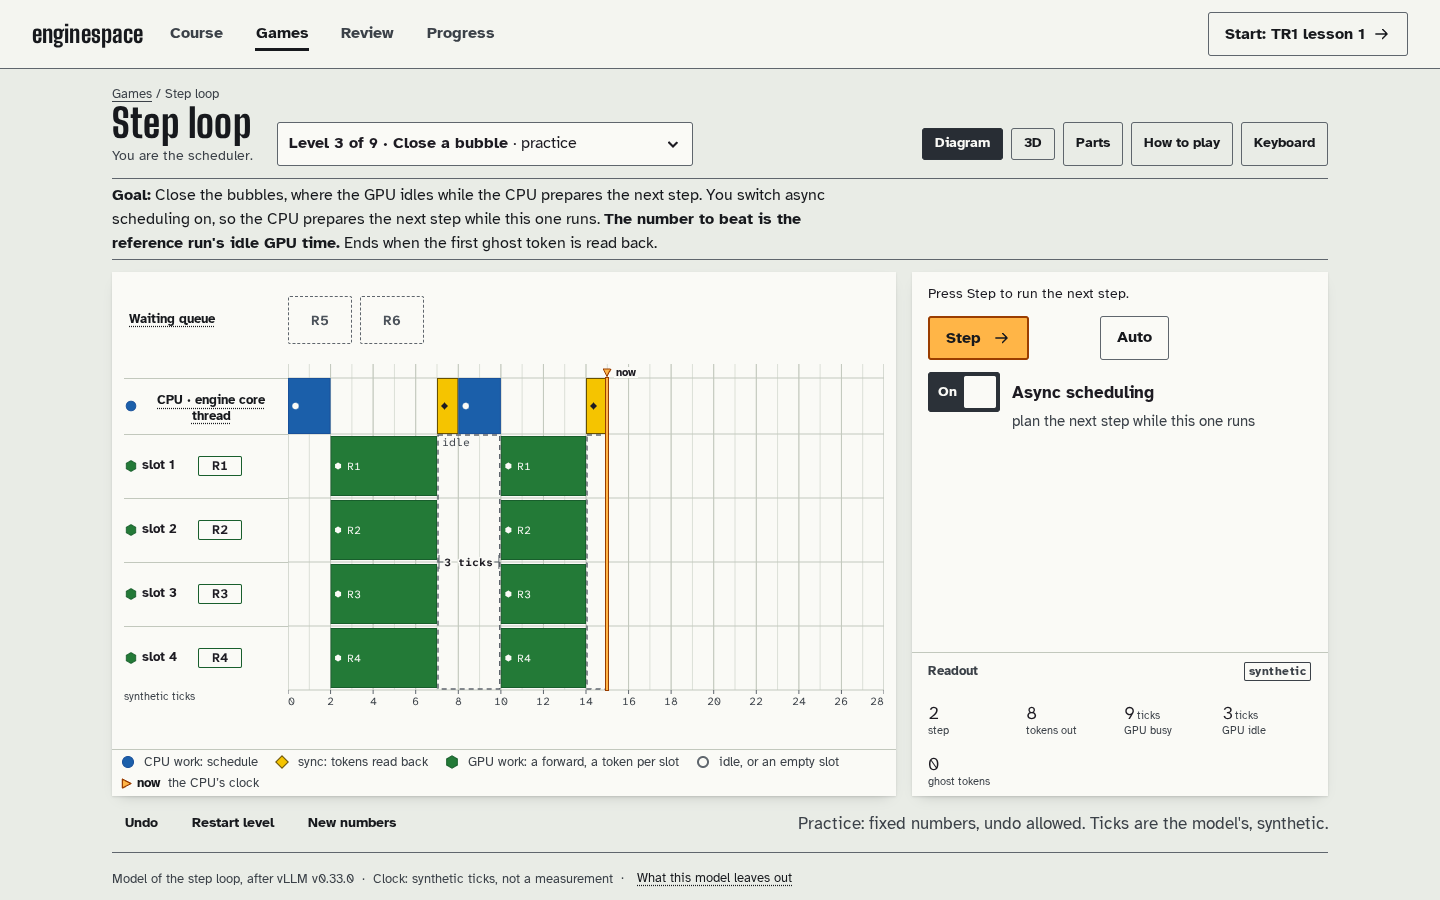 enginespace
Course
Games
Review
Progress
Start: TR1 lesson 1
Games / Step loop
Step loop
You are the scheduler.
Level 3 of 9 · Close a bubble · practice
Diagram
3D
Parts
How to play
Keyboard
Goal: Close the bubbles, where the GPU idles while the CPU prepares the next step. You switch async
scheduling on, so the CPU prepares the next step while this one runs. The number to beat is the
reference run's idle GPU time. Ends when the first ghost token is read back.
Waiting queue
R5
R6
now
CPU · engine core
thread
idle
slot 1
R1
R1
R1
slot 2
R2
R2
R2
3 ticks
slot 3
R3
R3
R3
slot 4
R4
R4
R4
synthetic ticks
0 2 4 6 8 10 12 14 16 18 20 22 24 26 28
CPU work: schedule
sync: tokens read back
GPU work: a forward, a token per slot
idle, or an empty slot
now the CPU's clock
Press Step to run the next step.
Step
Auto
On
Async scheduling
plan the next step while this one runs
Readout
synthetic
2
step
8
tokens out
9 ticks
GPU busy
3 ticks
GPU idle
0
ghost tokens
Undo
Restart level
New numbers
Practice: fixed numbers, undo allowed. Ticks are the model's, synthetic.
Model of the step loop, after vLLM v0.33.0 · Clock: synthetic ticks, not a measurement · What this model leaves out